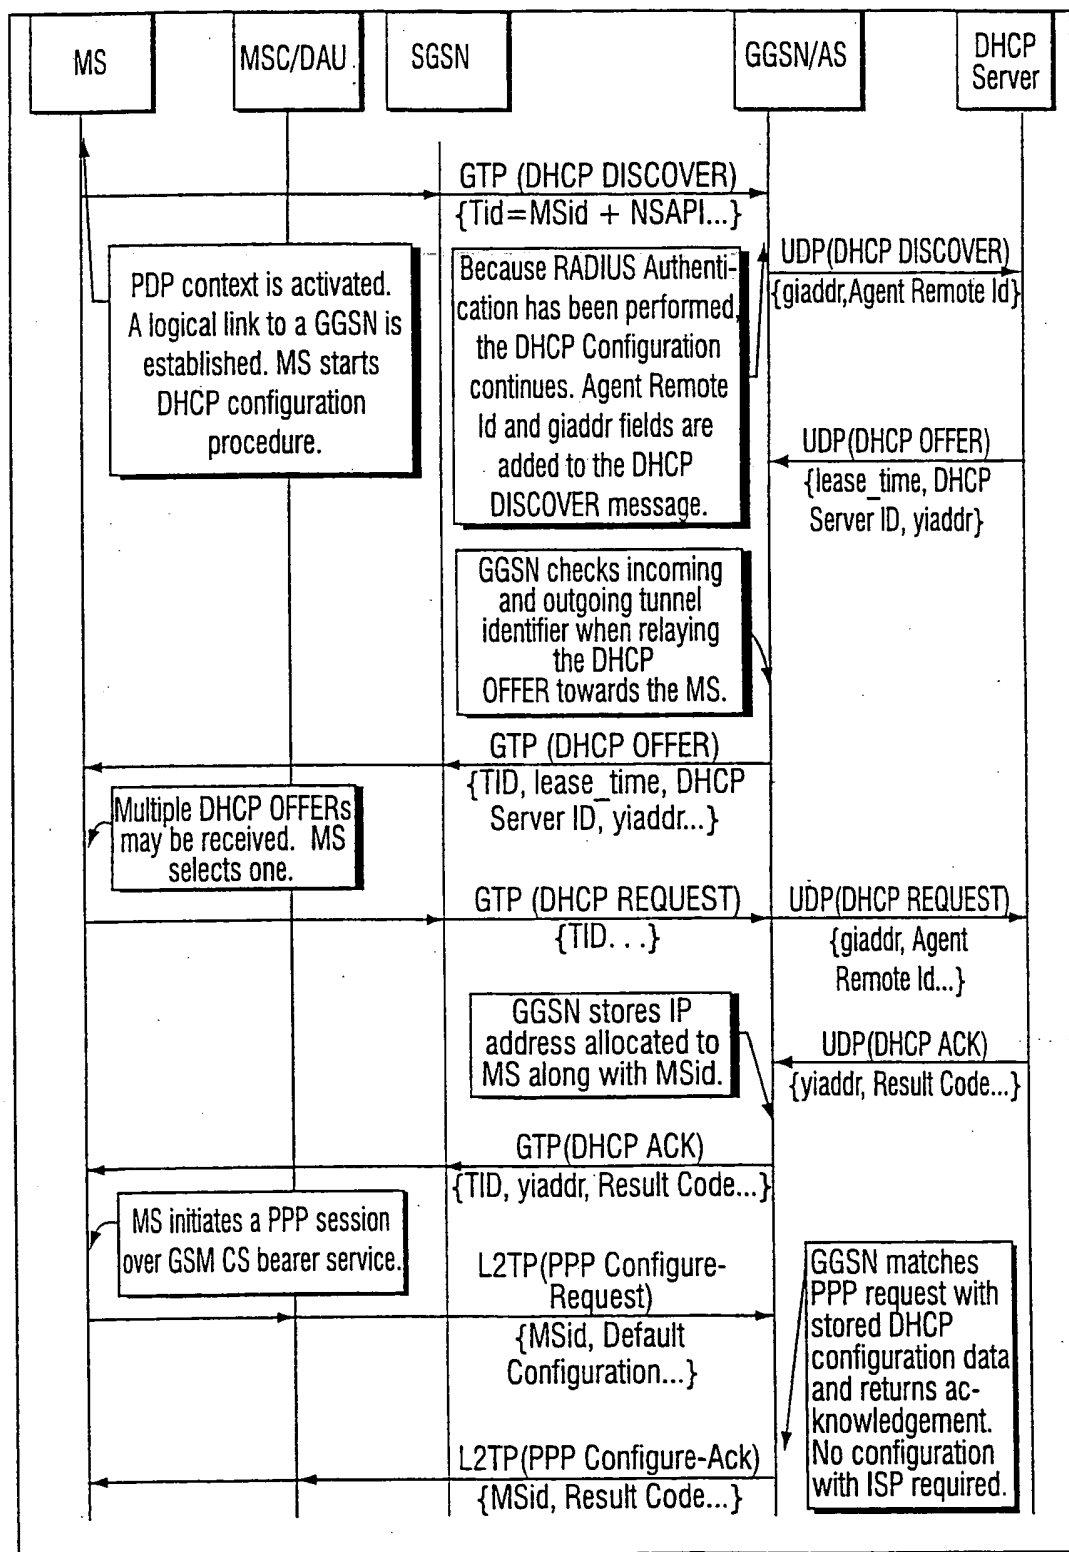 MS
MSC/DAU
SGSN
GGSN/AS
DHCP
Server
GTP (DHCP DISCOVER)
{Tid=MSid + NSAPI...}
PDP context is activated.
A logical link to a GGSN is
established. MS starts
DHCP configuration
procedure.
Because RADIUS Authenti-
cation has been performed,
the DHCP Configuration
continues. Agent Remote
Id and giaddr fields are
added to the DHCP
DISCOVER message.
UDP(DHCP DISCOVER)
{giaddr,Agent Remote Id}
UDP(DHCP OFFER)
{lease_time, DHCP
Server ID, yiaddr}
GGSN checks incoming
and outgoing tunnel
identifier when relaying
the DHCP
OFFER towards the MS.
GTP (DHCP OFFER)
{TID, lease_time, DHCP
Server ID, yiaddr...}
Multiple DHCP OFFERs
may be received. MS
selects one.
GTP (DHCP REQUEST)
{TID. . .}
UDP(DHCP REQUEST)
{giaddr, Agent
Remote Id...}
GGSN stores IP
address allocated to
MS along with MSid.
UDP(DHCP ACK)
{yiaddr, Result Code...}
GTP(DHCP ACK)
{TID, yiaddr, Result Code...}
MS initiates a PPP session
over GSM CS bearer service.
L2TP(PPP Configure-
Request)
{MSid, Default
Configuration...}
GGSN matches
PPP request with
stored DHCP
configuration data
and returns ac-
knowledgement.
No configuration
with ISP required.
L2TP(PPP Configure-Ack)
{MSid, Result Code...}